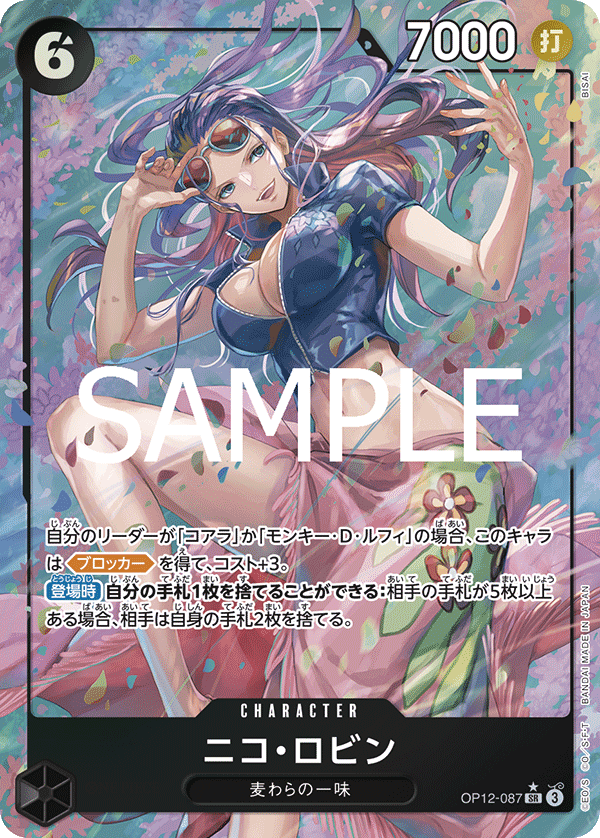 6
7000
打
BISAI
SAMPLE
自分のリーダーが「コアラ」か「モンキー・D・ルフィ」の場合、このキャラ
は ブロッカー を得て、コスト+3。
登場時 自分の手札1枚を捨てることができる:相手の手札が5枚以上
ある場合、相手は自身の手札2枚を捨てる。
CHARACTER
ニコ・ロビン
麦わらの一味
OP12-087 SR 3
©E.O/S. ©O/S・F・T BANDAI MADE IN JAPAN